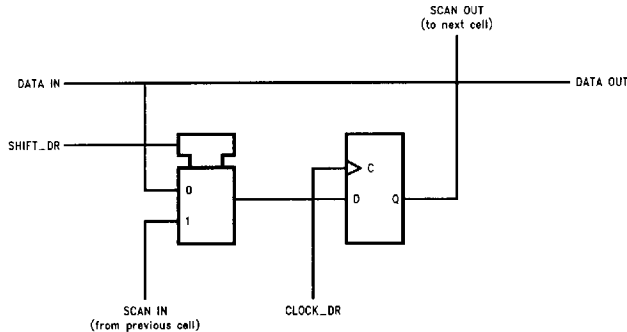 SCAN OUT
(to next cell)
DATA IN
DATA OUT
SHIFT_DR
C
0
D
Q
1
SCAN IN
(from previous cell)
CLOCK_DR